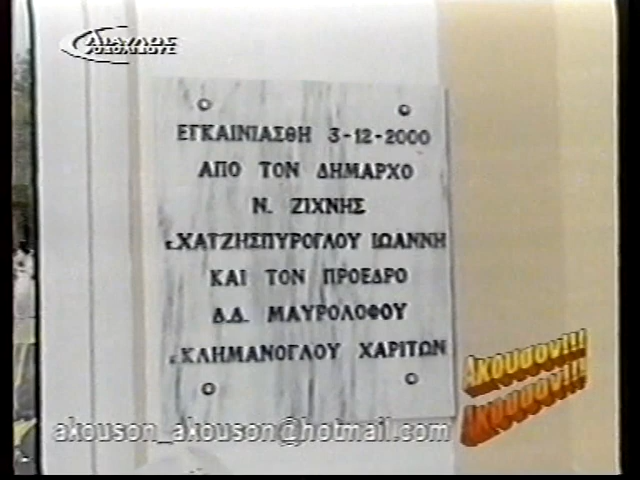 ΔΙΑΥΛΟΣ
ΕΓΚΑΙΝΙΑΣΘΗ 3-12-2000
ΑΠΟ ΤΟΝ ΔΗΜΑΡΧΟ
Ν. ΖΙΧΝΗΣ
κ.ΧΑΤΖΗΣΠΥΡΟΓΛΟΥ ΙΩΑΝΝΗ
ΚΑΙ ΤΟΝ ΠΡΟΕΔΡΟ
Δ.Δ. ΜΑΥΡΟΛΟΦΟΥ
κ.ΚΛΗΜΑΝΟΓΛΟΥ ΧΑΡΙΤΩΝ
Ακουσον!!!
Ακουσον!!!
akouson_akouson@hotmail.com